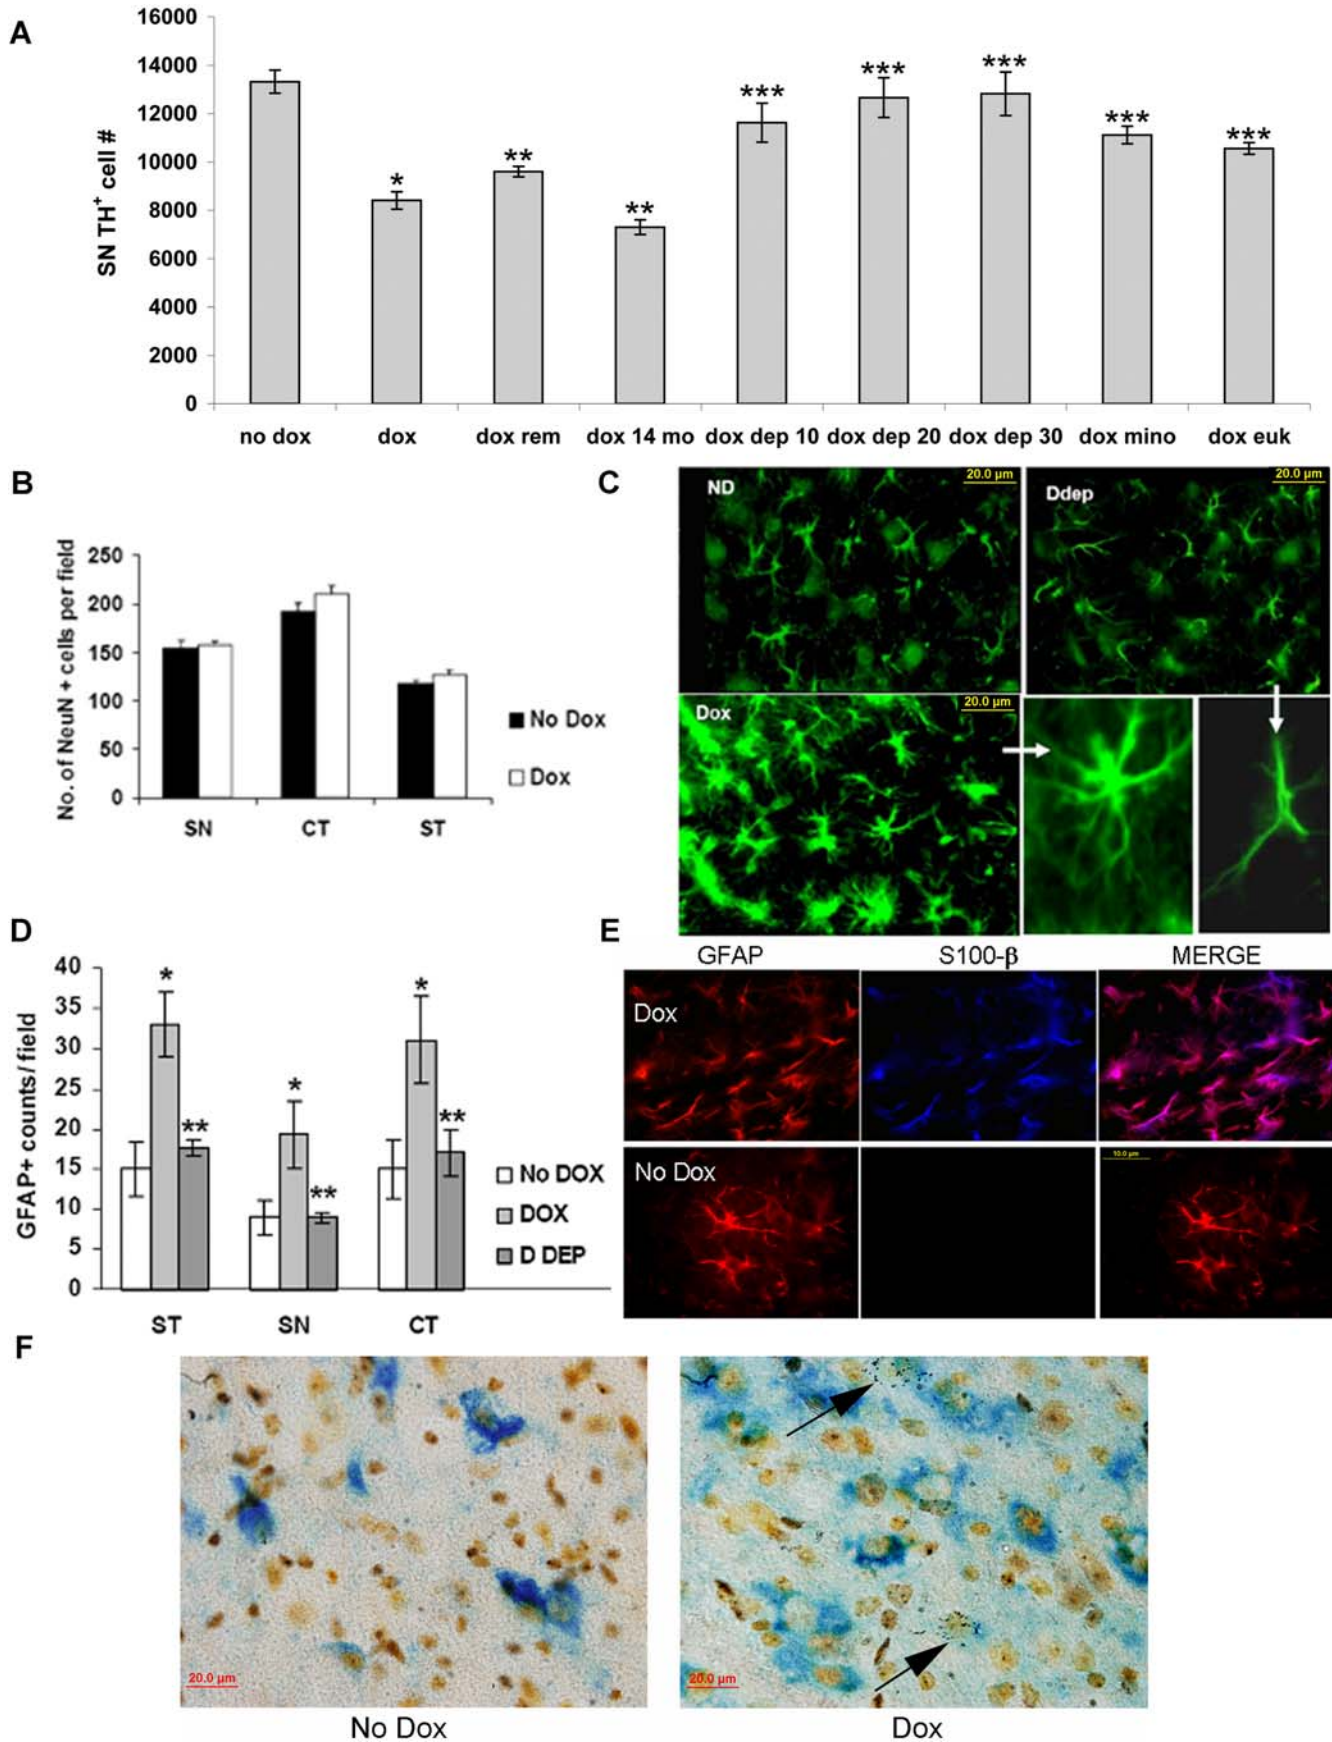 A
16000
14000
12000
10000
8000
6000
4000
2000
0
SN TH+ cell #
*
**
**
***
***
***
***
***
no dox
dox
dox rem
dox 14 mo
dox dep 10
dox dep 20
dox dep 30
dox mino
dox euk
B
250
200
150
100
50
0
No. of NeuN + cells per field
SN
CT
ST
No Dox
Dox
C
ND
20.0 µm
Ddep
20.0 µm
Dox
20.0 µm
D
40
35
30
25
20
15
10
5
0
GFAP+ counts/field
*
**
*
**
*
**
ST
SN
CT
No DOX
DOX
D DEP
E
GFAP
S100-β
MERGE
Dox
No Dox
10.0 µm
F
20.0 µm
20.0 µm
No Dox
Dox